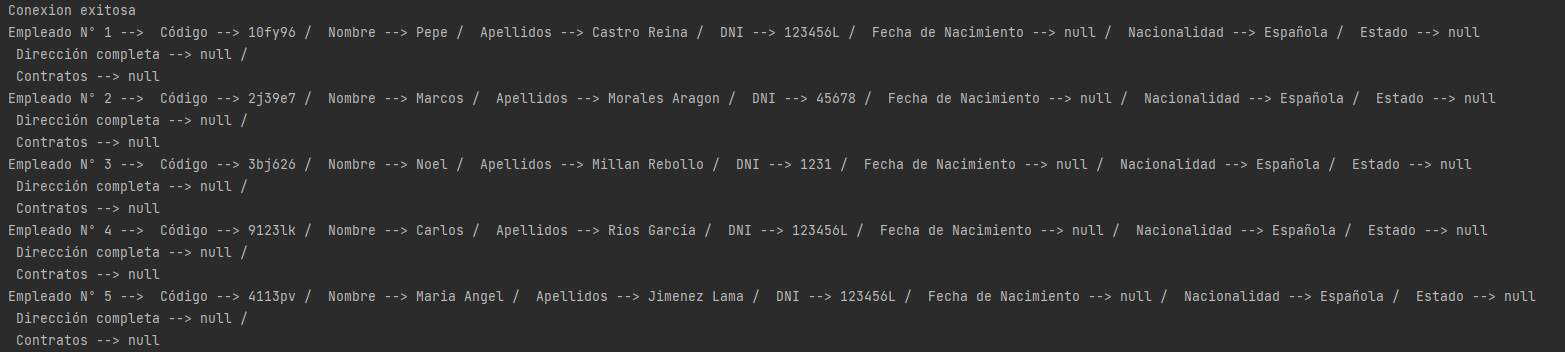 Conexion exitosa
Empleado Nº 1 -->  Código --> 10fy96 /  Nombre --> Pepe /  Apellidos --> Castro Reina /  DNI --> 123456L /  Fecha de Nacimiento --> null /  Nacionalidad --> Española /  Estado --> null
 Dirección completa --> null /
 Contratos --> null
Empleado Nº 2 -->  Código --> 2j39e7 /  Nombre --> Marcos /  Apellidos --> Morales Aragon /  DNI --> 45678 /  Fecha de Nacimiento --> null /  Nacionalidad --> Española /  Estado --> null
 Dirección completa --> null /
 Contratos --> null
Empleado Nº 3 -->  Código --> 3bj626 /  Nombre --> Noel /  Apellidos --> Millan Rebollo /  DNI --> 1231 /  Fecha de Nacimiento --> null /  Nacionalidad --> Española /  Estado --> null
 Dirección completa --> null /
 Contratos --> null
Empleado Nº 4 -->  Código --> 9123lk /  Nombre --> Carlos /  Apellidos --> Ríos García /  DNI --> 123456L /  Fecha de Nacimiento --> null /  Nacionalidad --> Española /  Estado --> null
 Dirección completa --> null /
 Contratos --> null
Empleado Nº 5 -->  Código --> 4113pv /  Nombre --> Maria Angel /  Apellidos --> Jimenez Lama /  DNI --> 123456L /  Fecha de Nacimiento --> null /  Nacionalidad --> Española /  Estado --> null
 Dirección completa --> null /
 Contratos --> null